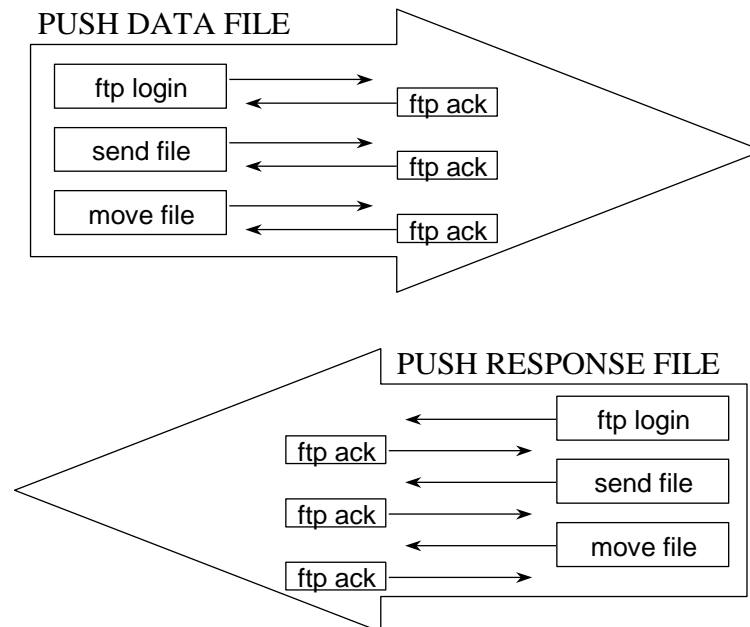 PUSH DATA FILE
ftp login
ftp ack
send file
ftp ack
move file
ftp ack
PUSH RESPONSE FILE
ftp login
ftp ack
send file
ftp ack
move file
ftp ack